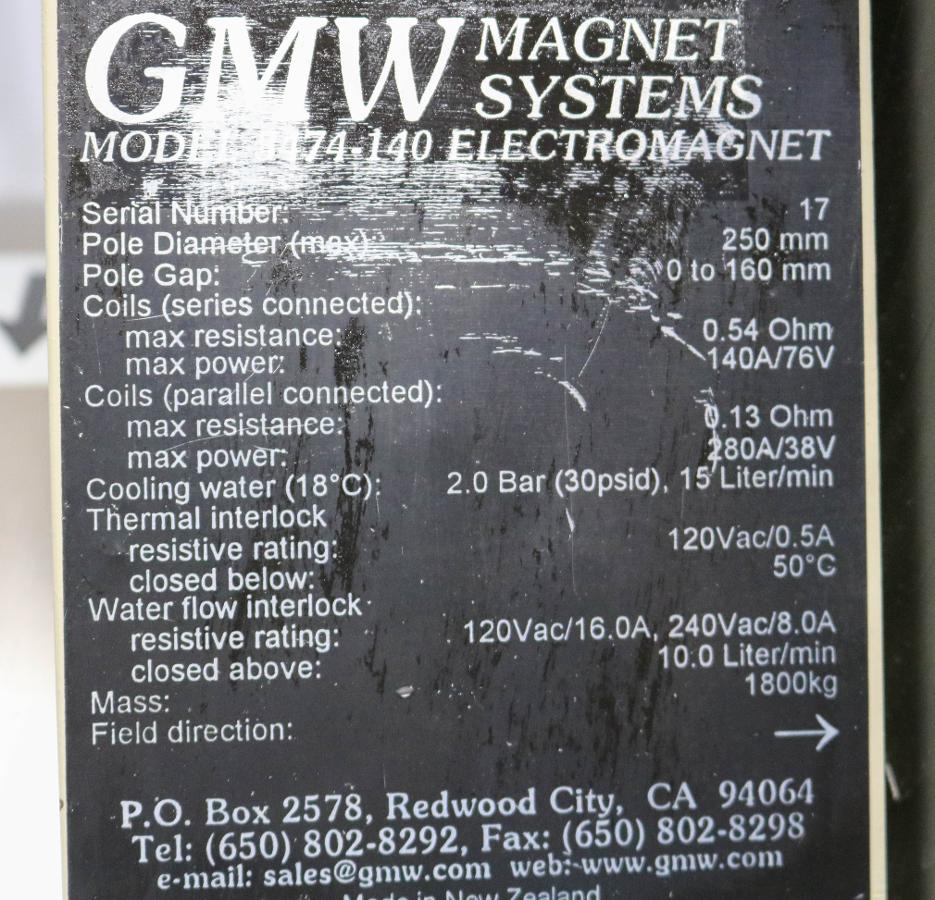 GMW MAGNET SYSTEMS
MODEL 3474-140 ELECTROMAGNET
Serial Number: 17
Pole Diameter (max): 250 mm
Pole Gap: 0 to 160 mm
Coils (series connected):
max resistance: 0.54 Ohm
max power: 140A/76V
Coils (parallel connected):
max resistance: 0.13 Ohm
max power: 280A/38V
Cooling water (18°C): 2.0 Bar (30psid), 15 Liter/min
Thermal interlock
resistive rating: 120Vac/0.5A
closed below: 50°C
Water flow interlock
resistive rating: 120Vac/16.0A, 240Vac/8.0A
closed above: 10.0 Liter/min
Mass: 1800kg
Field direction: →
P.O. Box 2578, Redwood City, CA 94064
Tel: (650) 802-8292, Fax: (650) 802-8298
e-mail: sales@gmw.com web: www.gmw.com
Made in New Zealand